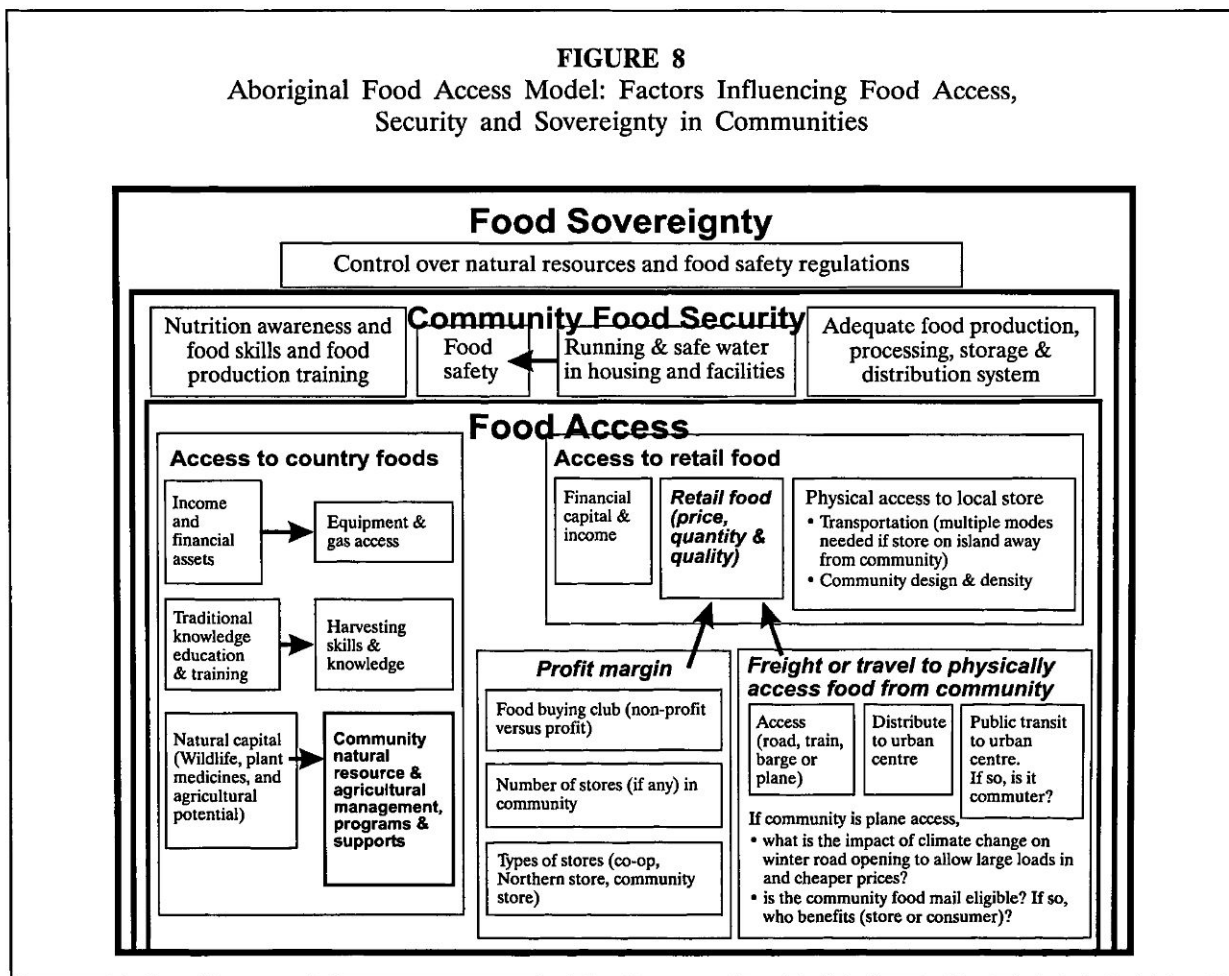 FIGURE 8
Aboriginal Food Access Model: Factors Influencing Food Access,
Security and Sovereignty in Communities
Food Sovereignty
Control over natural resources and food safety regulations
Community Food Security
Nutrition awareness and
food skills and food
production training
Food
safety
Running & safe water
in housing and facilities
Adequate food production,
processing, storage &
distribution system
Food Access
Access to country foods
Income
and
financial
assets
Equipment &
gas access
Traditional
knowledge
education
& training
Harvesting
skills &
knowledge
Natural capital
(Wildlife, plant
medicines, and
agricultural
potential)
Community
natural
resource &
agricultural
management,
programs &
supports
Access to retail food
Financial
capital &
income
Retail food
(price,
quantity &
quality)
Physical access to local store
• Transportation (multiple modes
needed if store on island away
from community)
• Community design & density
Profit margin
Food buying club (non-profit
versus profit)
Number of stores (if any) in
community
Types of stores (co-op,
Northern store, community
store)
Freight or travel to physically
access food from community
Access
(road, train,
barge or
plane)
Distribute
to urban
centre
Public transit
to urban
centre.
If so, is it
commuter?
If community is plane access,
• what is the impact of climate change on
winter road opening to allow large loads in
and cheaper prices?
• is the community food mail eligible? If so,
who benefits (store or consumer)?